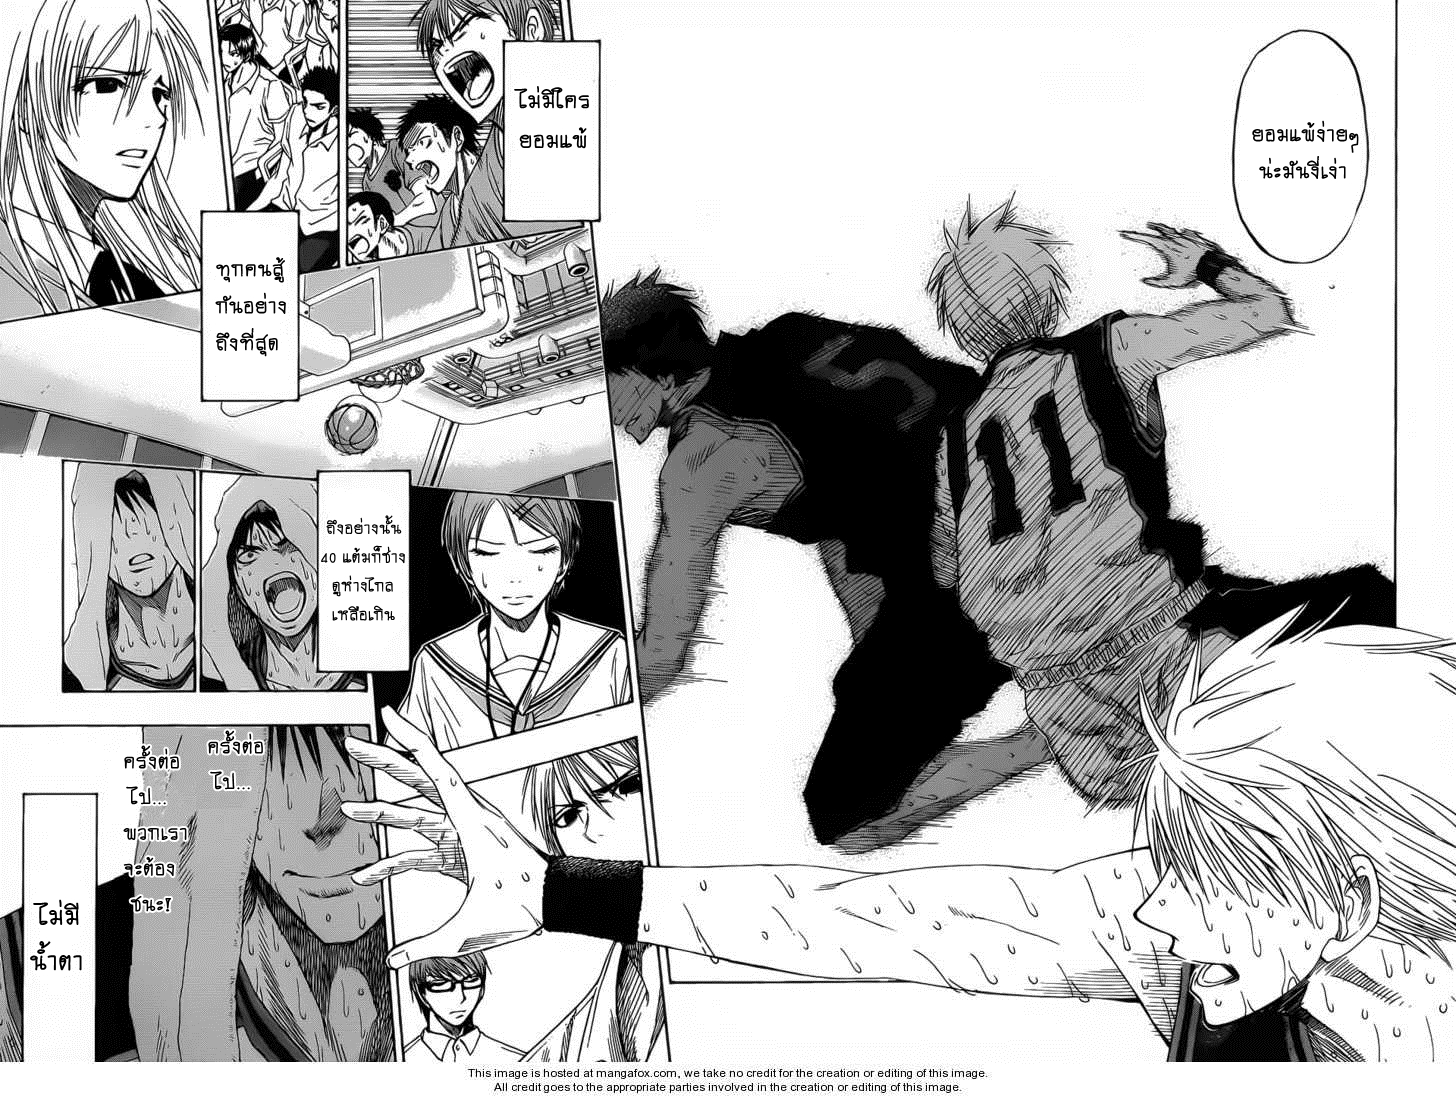 ยอมแพ้ง่ายๆ
น่ะมันงี่เง่า
ไม่มีใคร
ยอมแพ้
ทุกคนสู้
กันอย่าง
ถึงที่สุด
ถึงอย่างนั้น
40 แต้มก็ช่าง
ดูห่างไกล
เหลือเกิน
ครั้งต่อ
ไป...
ครั้งต่อ
ไป...
พวกเรา
จะต้อง
ชนะ!
ไม่มี
น้ำตา
11
5
This image is hosted at mangafox.com, we take no credit for the creation or editing of this image.
All credit goes to the appropriate parties involved in the creation or editing of this image.